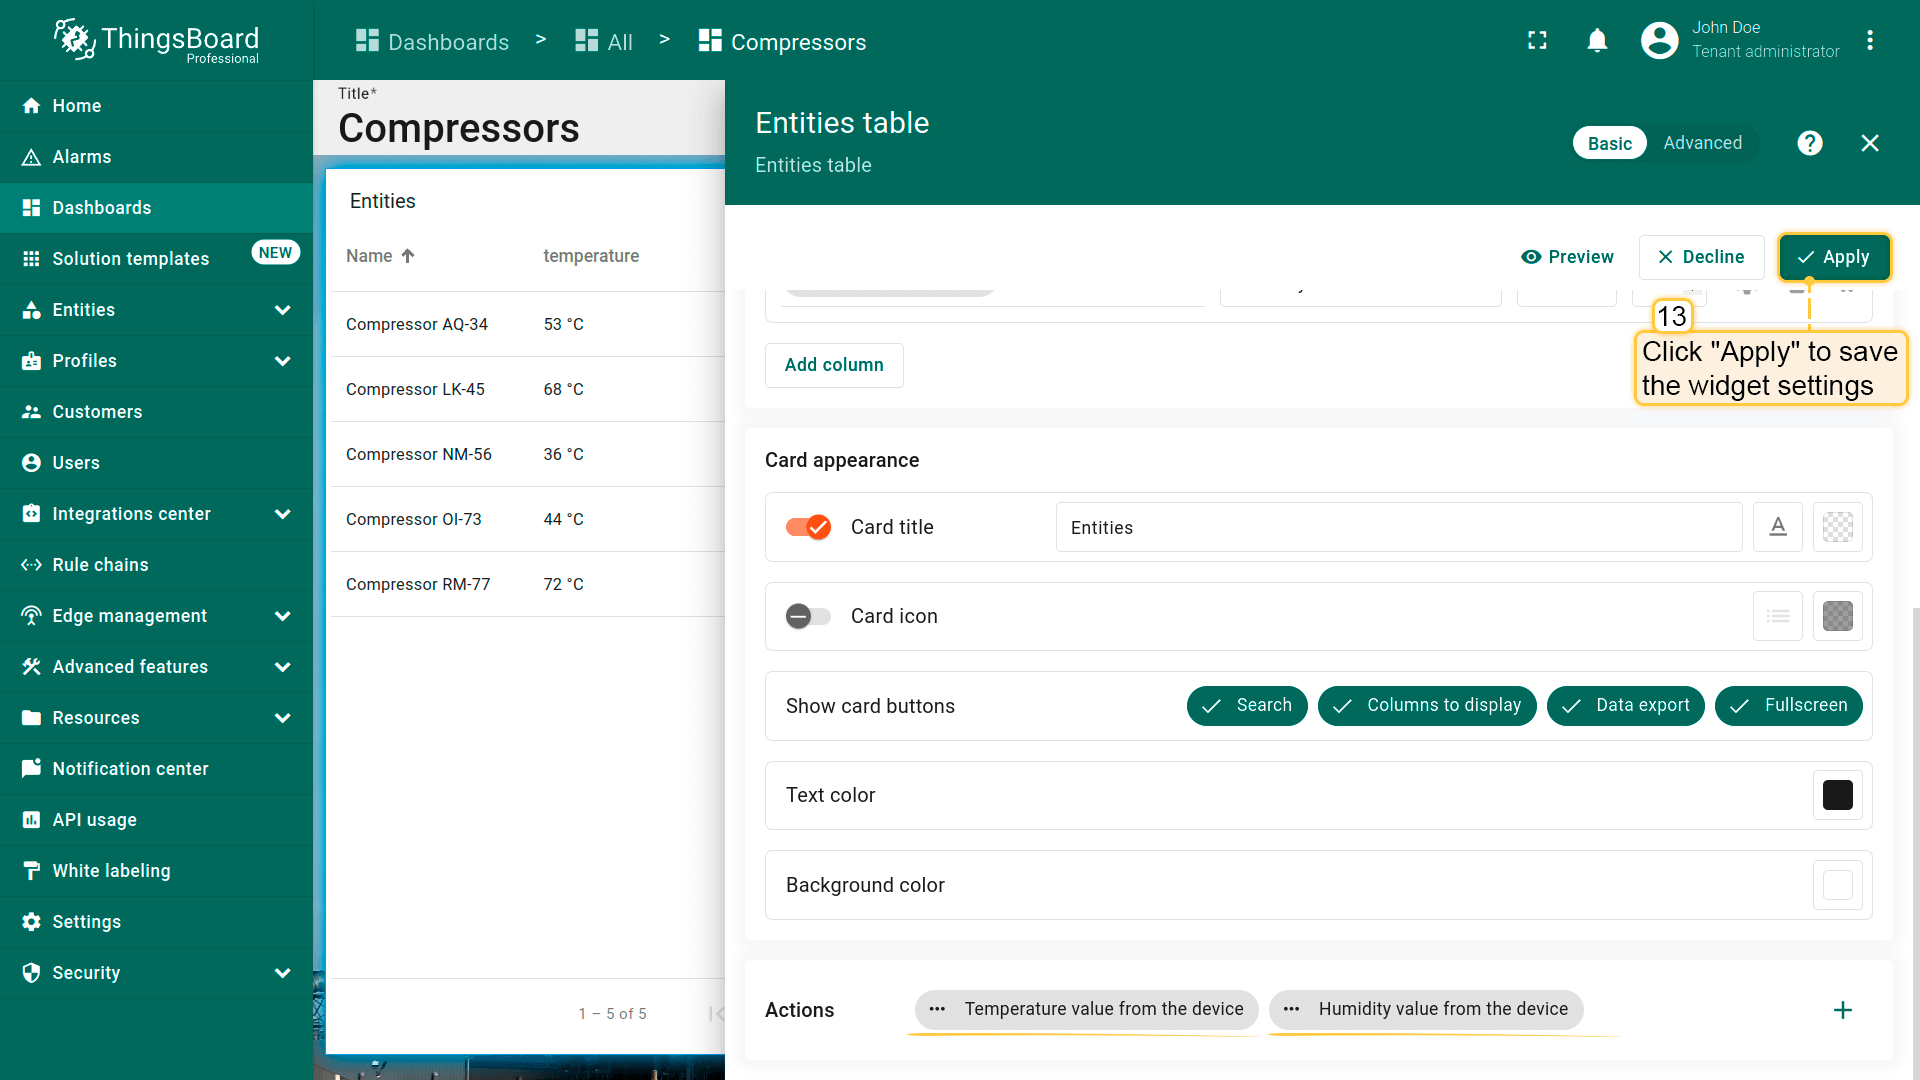 ThingsBoard
Professional
Dashboards > All > Compressors
John Doe
Tenant administrator
Home
Alarms
Dashboards
Solution templates NEW
Entities
Profiles
Customers
Users
Integrations center
Rule chains
Edge management
Advanced features
Resources
Notification center
API usage
White labeling
Settings
Security
Title*
Compressors
Entities
Name temperature
Compressor AQ-34 53 °C
Compressor LK-45 68 °C
Compressor NM-56 36 °C
Compressor OI-73 44 °C
Compressor RM-77 72 °C
1 – 5 of 5
Entities table
Entities table
Basic Advanced
Preview Decline Apply
13
Click "Apply" to save
the widget settings
Add column
Card appearance
Card title Entities
Card icon
Show card buttons Search Columns to display Data export Fullscreen
Text color
Background color
Actions Temperature value from the device Humidity value from the device